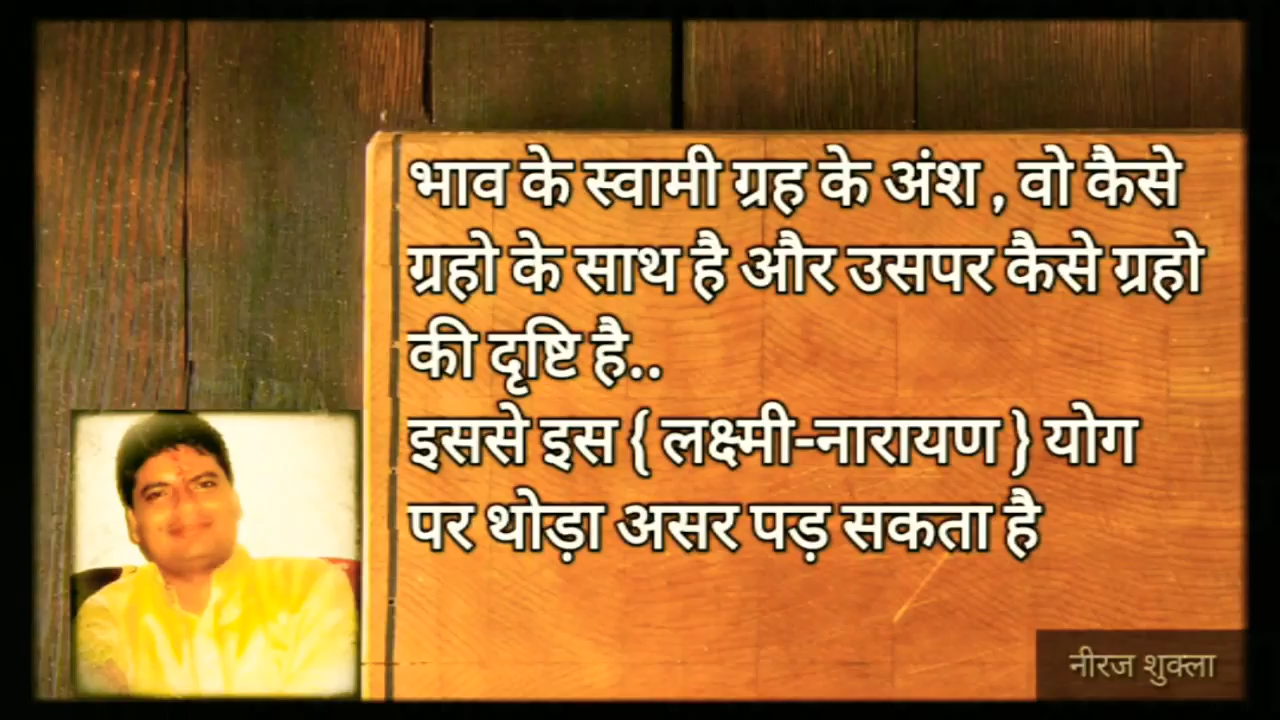 भाव के स्वामी ग्रह के अंश , वो कैसे
ग्रहो के साथ है और उसपर कैसे ग्रहो
की दृष्टि है..
इससे इस { लक्ष्मी-नारायण } योग
पर थोड़ा असर पड़ सकता है
नीरज शुक्ला